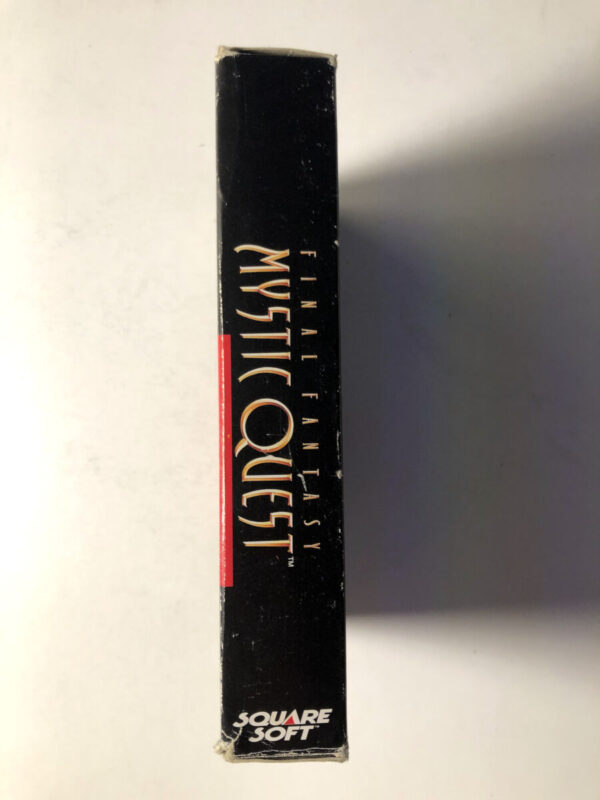 FINAL FANTASY
MYSTIC QUEST™
SQUARE
SOFT™